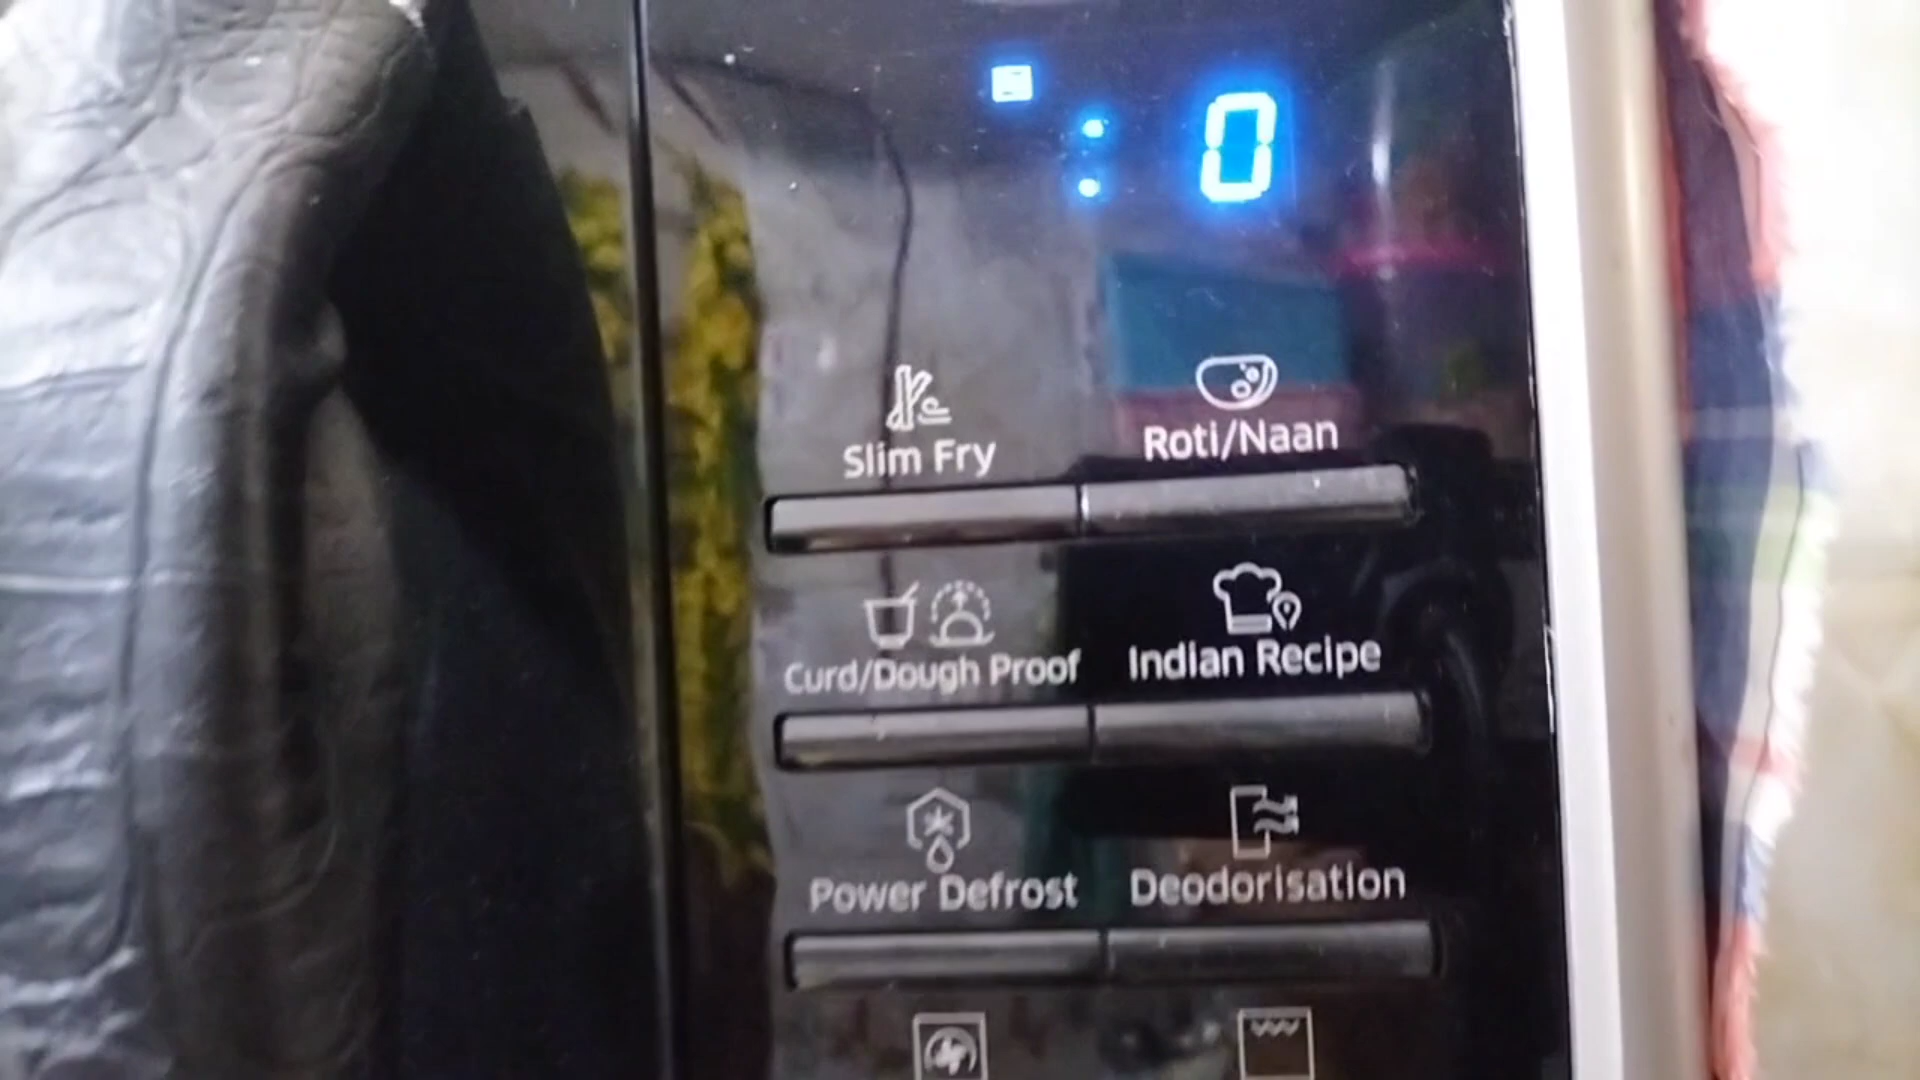 : 0
Slim Fry
Roti/Naan
Curd/Dough Proof
Indian Recipe
Power Defrost
Deodorisation